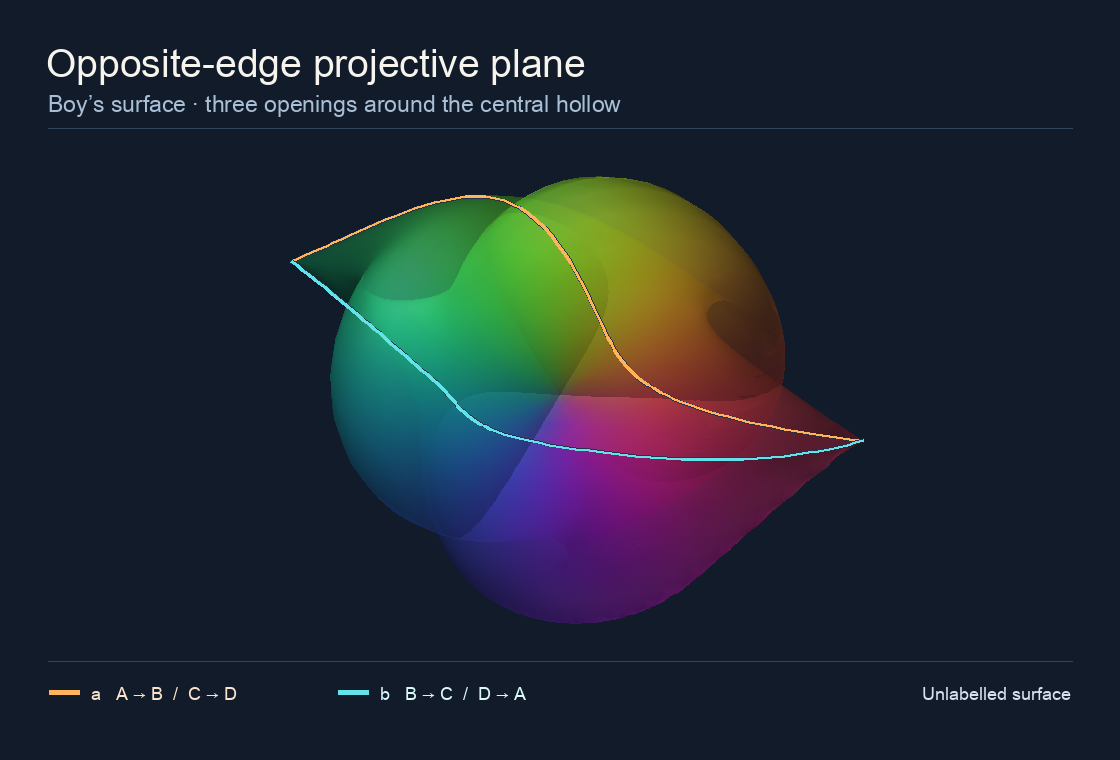 Opposite-edge projective plane
Boy’s surface · three openings around the central hollow
a A→B / C→D
b B→C / D→A
Unlabelled surface